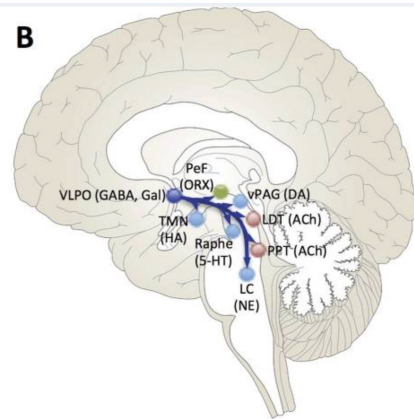 B
PeF
(ORX)
VLPO (GABA, Gal)
vPAG (DA)
TMN
(HA)
LDT (ACh)
Raphe
(5-HT)
PPT (ACh)
LC
(NE)